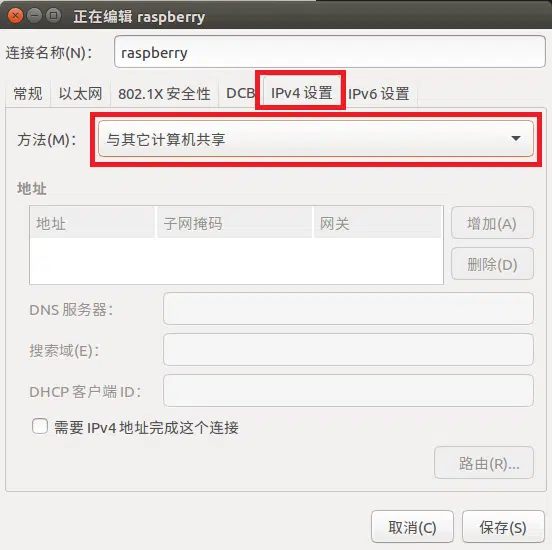 正在编辑 raspberry
连接名称(N)： raspberry
常规 以太网 802.1X 安全性 DCB IPv4 设置 IPv6 设置
方法(M)： 与其它计算机共享
地址
地址 子网掩码 网关
增加(A)
删除(D)
DNS 服务器：
搜索域(E)：
DHCP 客户端 ID：
需要 IPv4 地址完成这个连接
路由(R)...
取消(C) 保存(S)